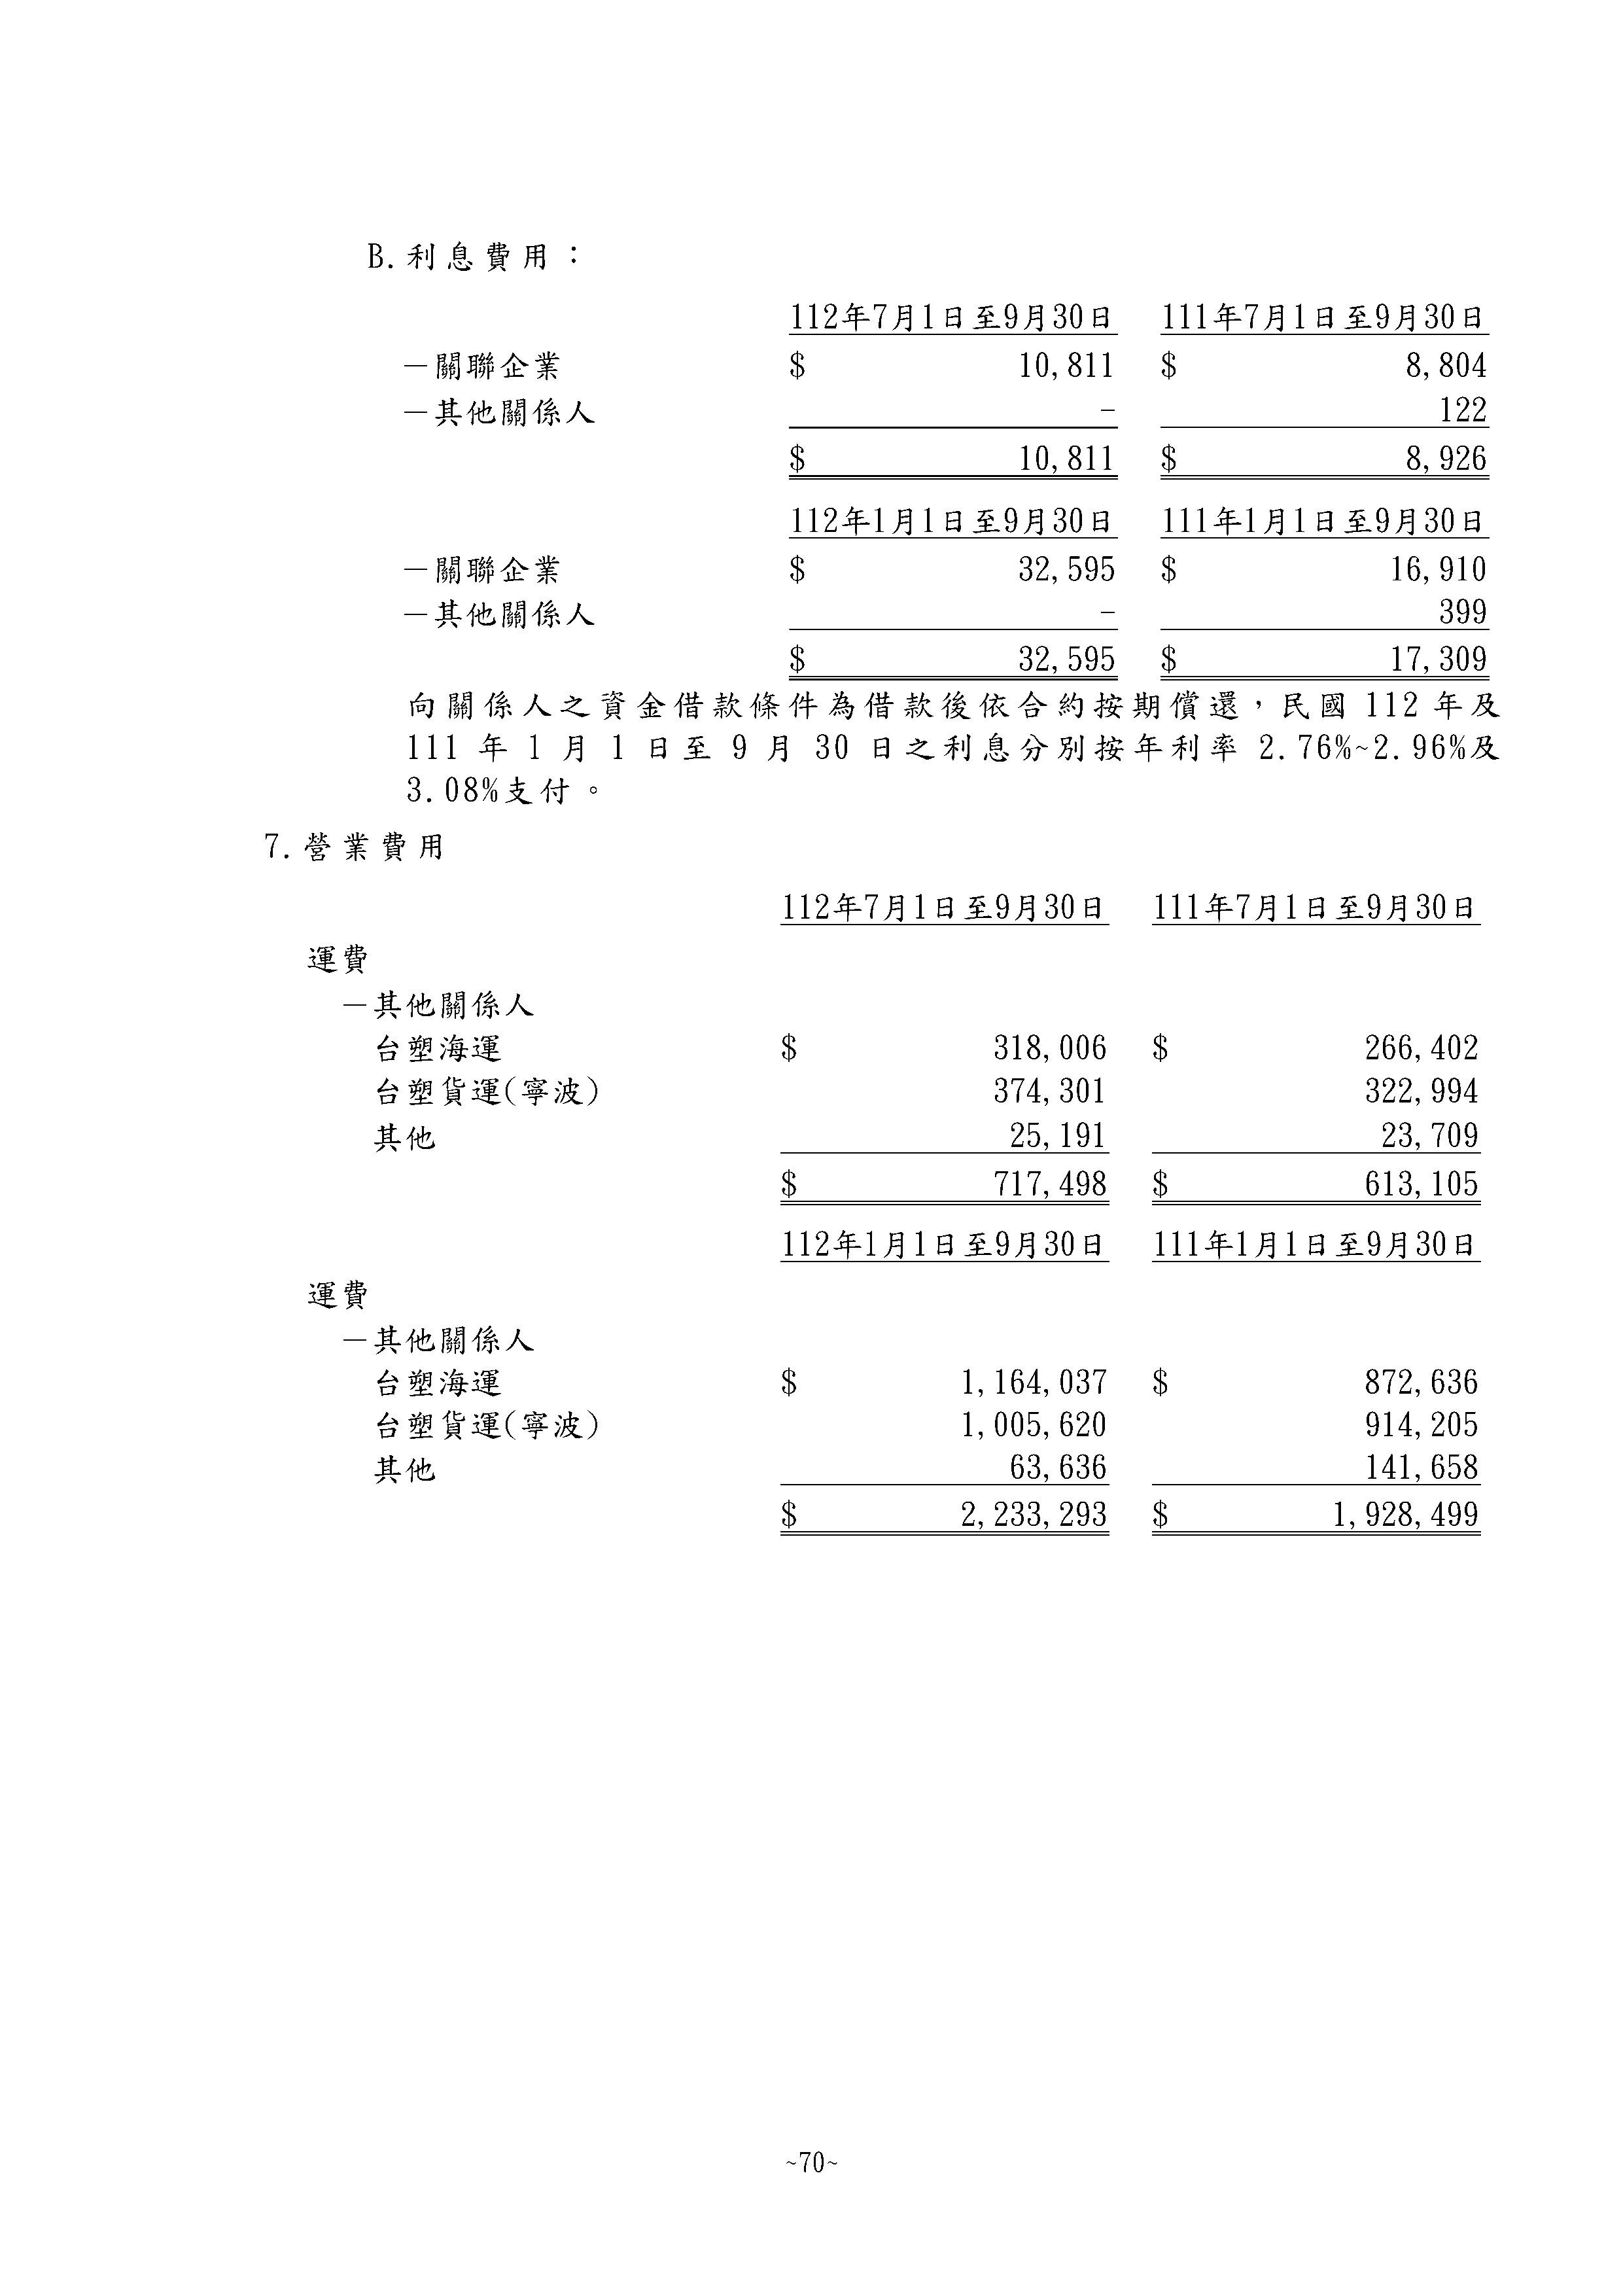 B.利息費用：
112年7月1日至9月30日 111年7月1日至9月30日
－關聯企業 $ 10,811 $ 8,804
－其他關係人 - 122
$ 10,811 $ 8,926
112年1月1日至9月30日 111年1月1日至9月30日
－關聯企業 $ 32,595 $ 16,910
－其他關係人 - 399
$ 32,595 $ 17,309
向關係人之資金借款條件為借款後依合約按期償還，民國 112 年及
111 年 1 月 1 日至 9 月 30 日之利息分別按年利率 2.76%~2.96%及
3.08%支付。
7.營業費用
112年7月1日至9月30日 111年7月1日至9月30日
運費
－其他關係人
台塑海運 $ 318,006 $ 266,402
台塑貨運(寧波) 374,301 322,994
其他 25,191 23,709
$ 717,498 $ 613,105
112年1月1日至9月30日 111年1月1日至9月30日
運費
－其他關係人
台塑海運 $ 1,164,037 $ 872,636
台塑貨運(寧波) 1,005,620 914,205
其他 63,636 141,658
$ 2,233,293 $ 1,928,499
~70~